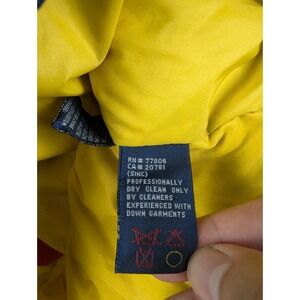 RN # 77806
CA # 20781
(SINC)
PROFESSIONALLY
DRY CLEAN ONLY
BY CLEANERS
EXPERIENCED WITH
DOWN GARMENTS